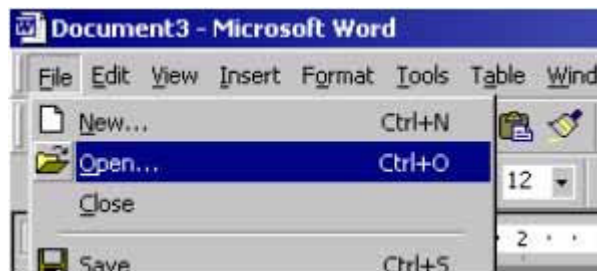 Document3 - Microsoft Word
File Edit View Insert Format Tools Table Wind
New... Ctrl+N
Open... Ctrl+O
12
Close
2
Save Ctrl+S